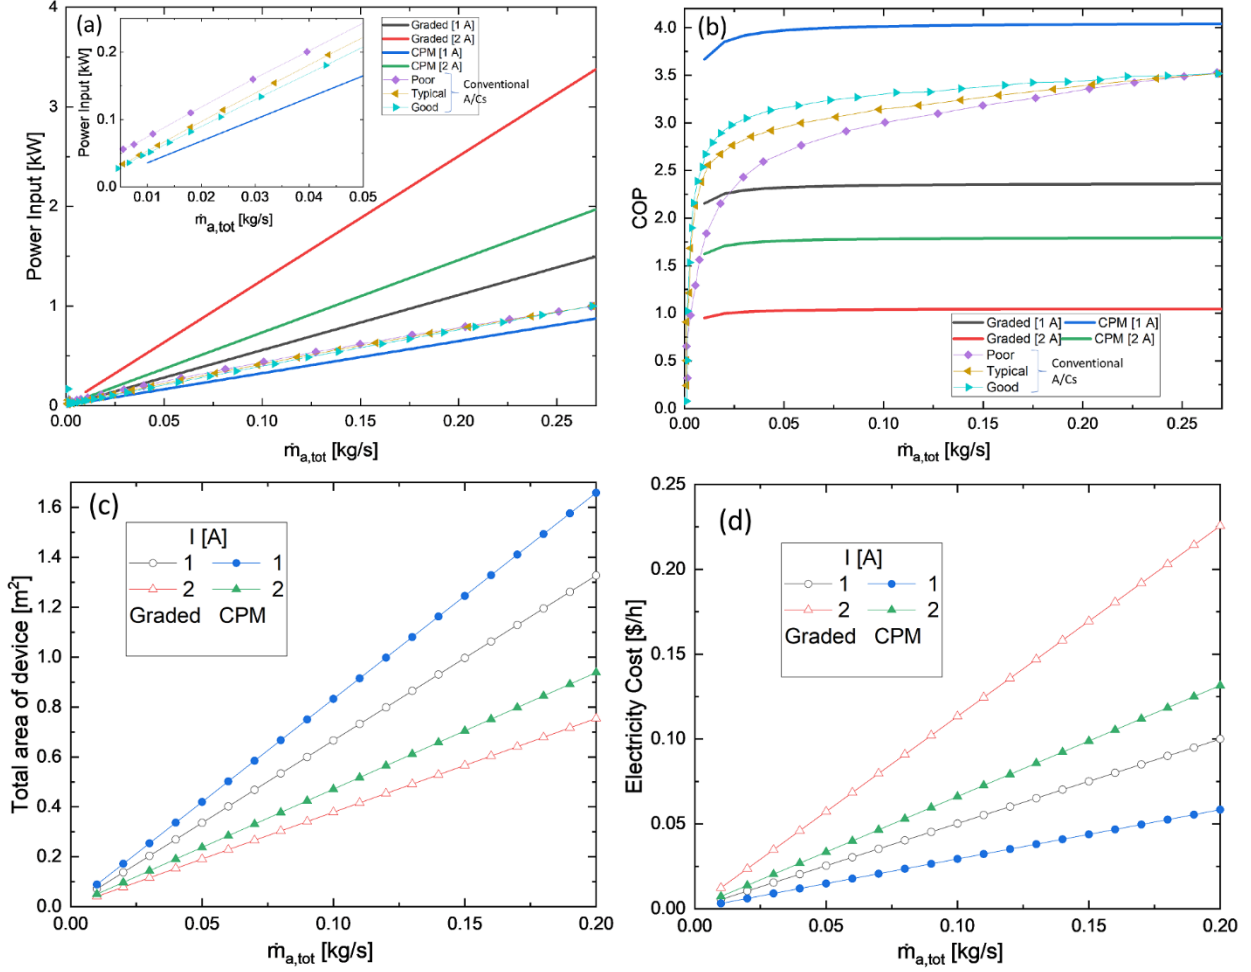 (a)
Power Input [kW]
4
3
2
1
0
0.00 0.05 0.10 0.15 0.20 0.25
ṁa,tot [kg/s]
Power Input [kW]
0.2
0.1
0.0
0.01 0.02 0.03 0.04 0.05
ṁa,tot [kg/s]
Graded [1 A]
Graded [2 A]
CPM [1 A]
CPM [2 A]
Poor
Typical
Good
Conventional
A/Cs
(b)
COP
4.0
3.5
3.0
2.5
2.0
1.5
1.0
0.5
0.0
0.00 0.05 0.10 0.15 0.20 0.25
ṁa,tot [kg/s]
Graded [1 A] CPM [1 A]
Graded [2 A] CPM [2 A]
Poor
Typical
Good
Conventional
A/Cs
(c)
Total area of device [m²]
1.6
1.4
1.2
1.0
0.8
0.6
0.4
0.2
0.0
0.00 0.05 0.10 0.15 0.20
ṁa,tot [kg/s]
I [A]
1 1
2 2
Graded CPM
(d)
Electricity Cost [$/h]
0.25
0.20
0.15
0.10
0.05
0.00
0.00 0.05 0.10 0.15 0.20
ṁa,tot [kg/s]
I [A]
1 1
2 2
Graded CPM